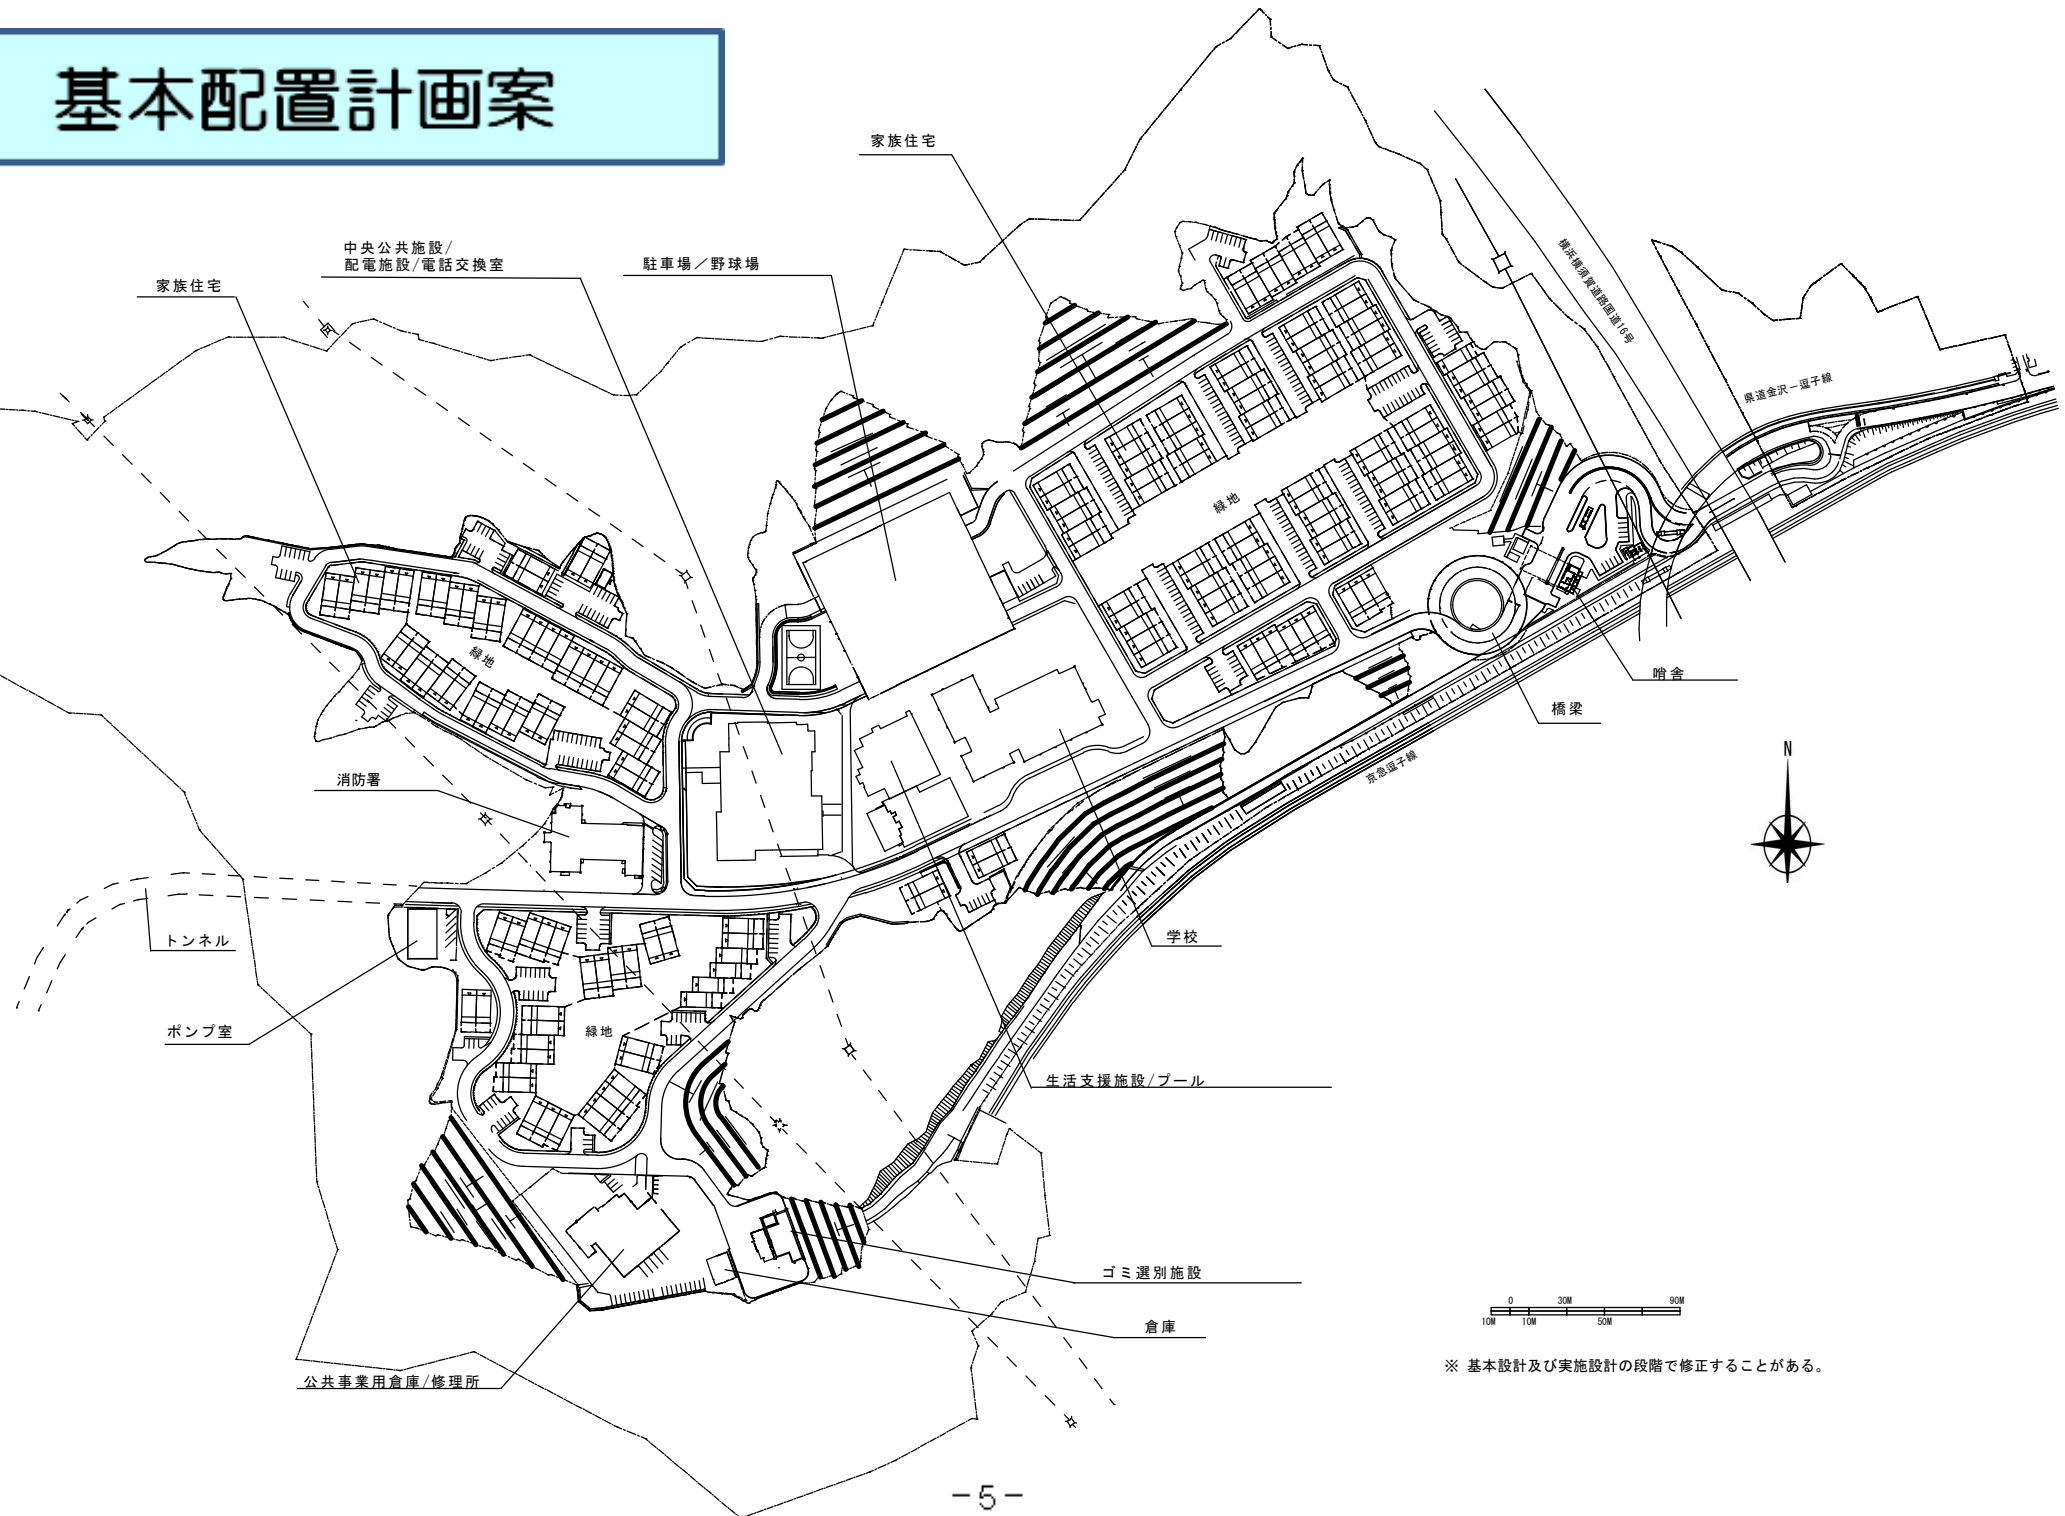 基本配置計画案
家族住宅
中央公共施設/
配電施設/電話交換室
駐車場／野球場
家族住宅
横浜横須賀道路国道16号
県道金沢－逗子線
緑地
緑地
哨舎
橋梁
京急逗子線
N
消防署
学校
トンネル
ポンプ室
緑地
生活支援施設/プール
ゴミ選別施設
倉庫
公共事業用倉庫/修理所
0 30M 90M
10M 10M 50M
※ 基本設計及び実施設計の段階で修正することがある。
－5－